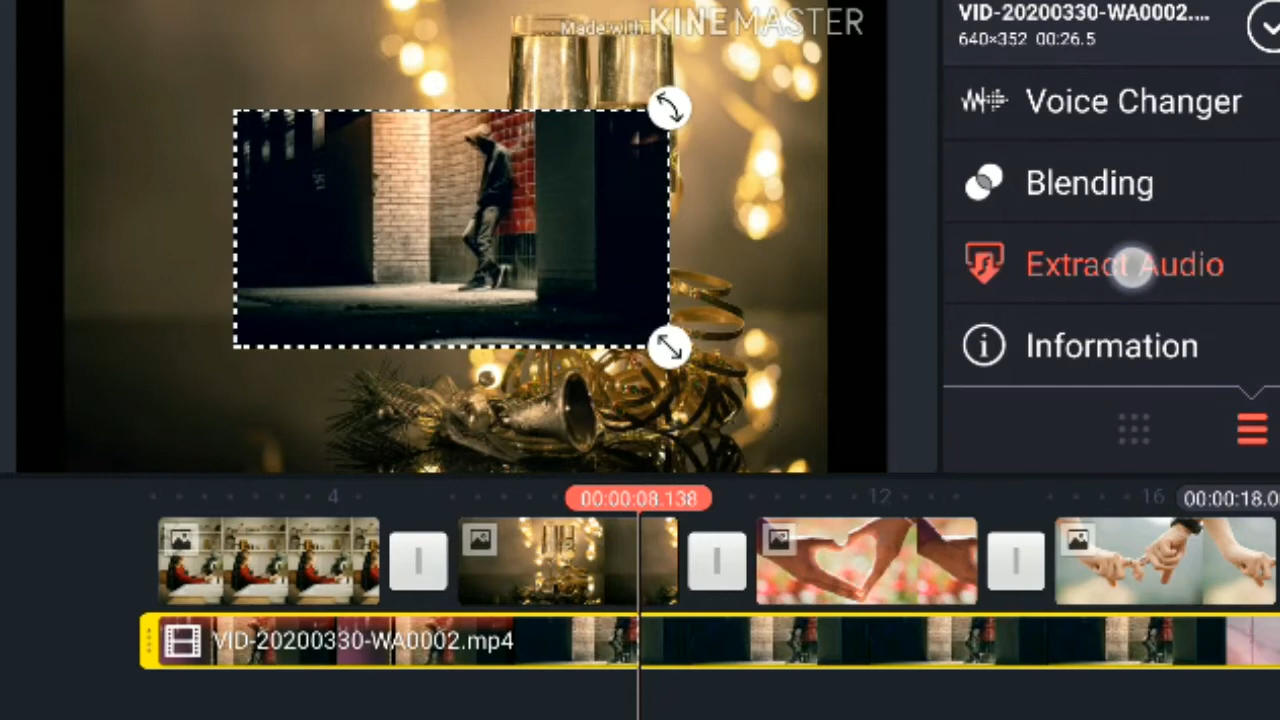 Made with KINEMASTER
VID-20200330-WA0002....
640×352 00:26.5
Voice Changer
Blending
Extract Audio
Information
4
00:00:08.138
12
16
00:00:18.0
VID-20200330-WA0002.mp4